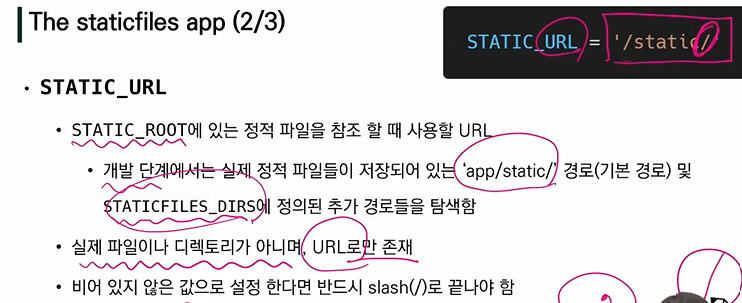 The staticfiles app (2/3)
STATIC_URL = '/static/'
• STATIC_URL
• STATIC_ROOT에 있는 정적 파일을 참조 할 때 사용할 URL
• 개발 단계에서는 실제 정적 파일들이 저장되어 있는 ‘app/static/’ 경로(기본 경로) 및
STATICFILES_DIRS에 정의된 추가 경로들을 탐색함
• 실제 파일이나 디렉토리가 아니며, URL로만 존재
• 비어 있지 않은 값으로 설정 한다면 반드시 slash(/)로 끝나야 함